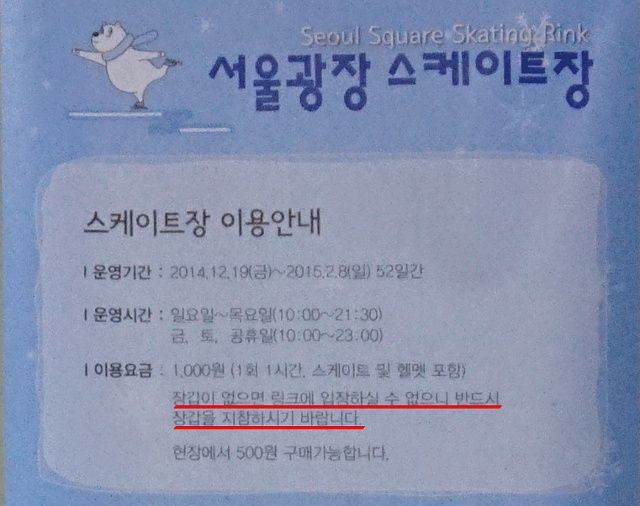 Seoul Square Skating Rink
서울광장 스케이트장
스케이트장 이용안내
I 운영기간 : 2014.12.19(금)~2015.2.8(일) 52일간
I 운영시간 : 일요일~목요일(10:00~21:30)
금, 토, 공휴일(10:00~23:00)
I 이용요금 : 1,000원 (1회 1시간, 스케이트 및 헬멧 포함)
장갑이 없으면 링크에 입장하실 수 없으니 반드시
장갑을 지참하시기 바랍니다.
현장에서 500원 구매가능합니다.